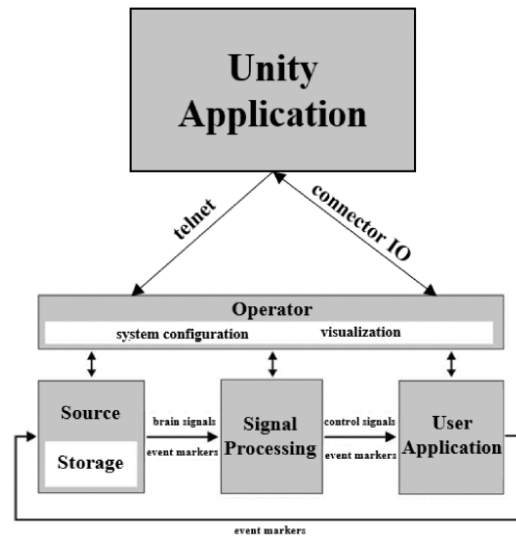 Unity
Application
telnet
connector IO
Operator
system configuration
visualization
Source
Storage
brain signals
event markers
Signal
Processing
control signals
event markers
User
Application
event markers